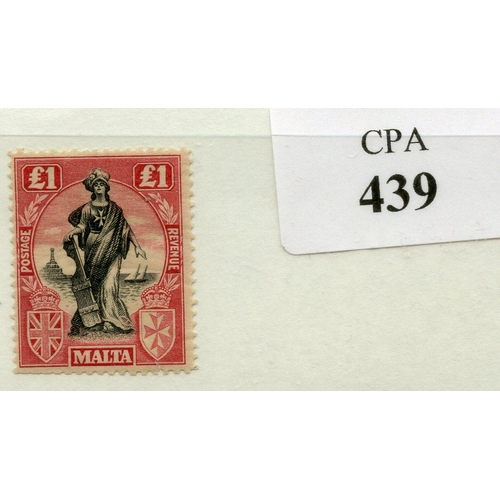 CPA
439
£1 £1
POSTAGE REVENUE
MALTA